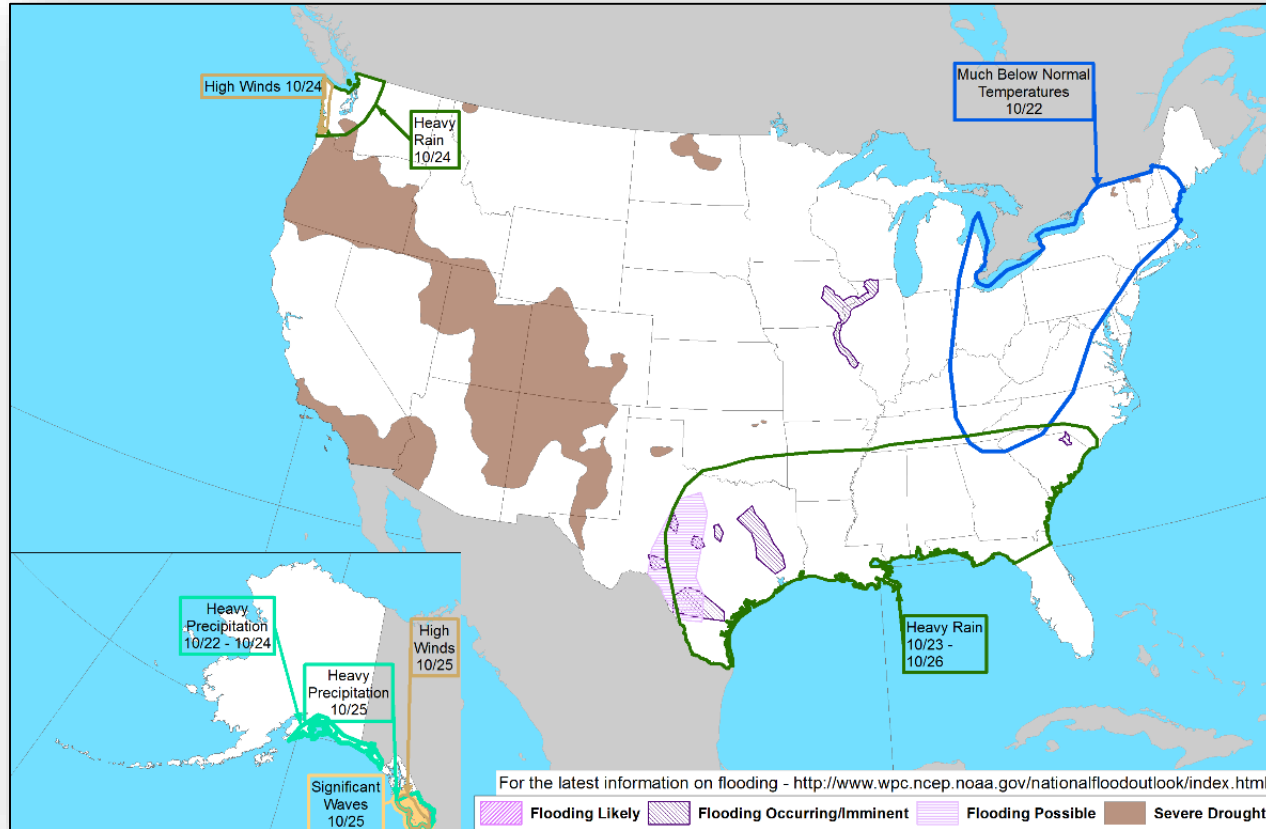 High Winds 10/24
Heavy
Rain
10/24
Much Below Normal
Temperatures
10/22
Heavy
Precipitation
10/22 - 10/24
High
Winds
10/25
Heavy
Precipitation
10/25
Significant
Waves
10/25
Heavy Rain
10/23 -
10/26
For the latest information on flooding - http://www.wpc.ncep.noaa.gov/nationalfloodoutlook/index.html
Flooding Likely
Flooding Occurring/Imminent
Flooding Possible
Severe Drought